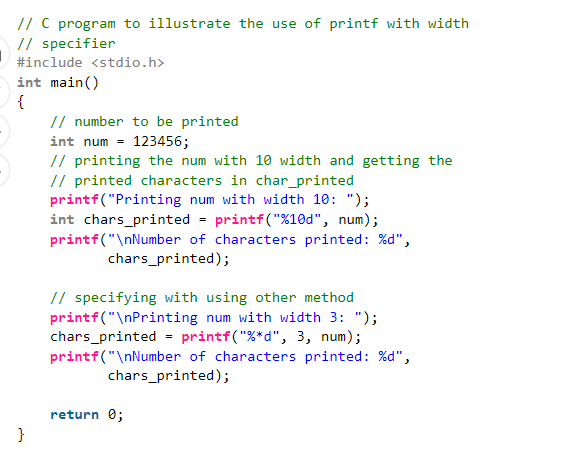 // C program to illustrate the use of printf with width
// specifier
#include <stdio.h>
int main()
{
    // number to be printed
    int num = 123456;
    // printing the num with 10 width and getting the
    // printed characters in char_printed
    printf("Printing num with width 10: ");
    int chars_printed = printf("%10d", num);
    printf("\nNumber of characters printed: %d",
           chars_printed);

    // specifying with using other method
    printf("\nPrinting num with width 3: ");
    chars_printed = printf("%*d", 3, num);
    printf("\nNumber of characters printed: %d",
           chars_printed);

    return 0;
}